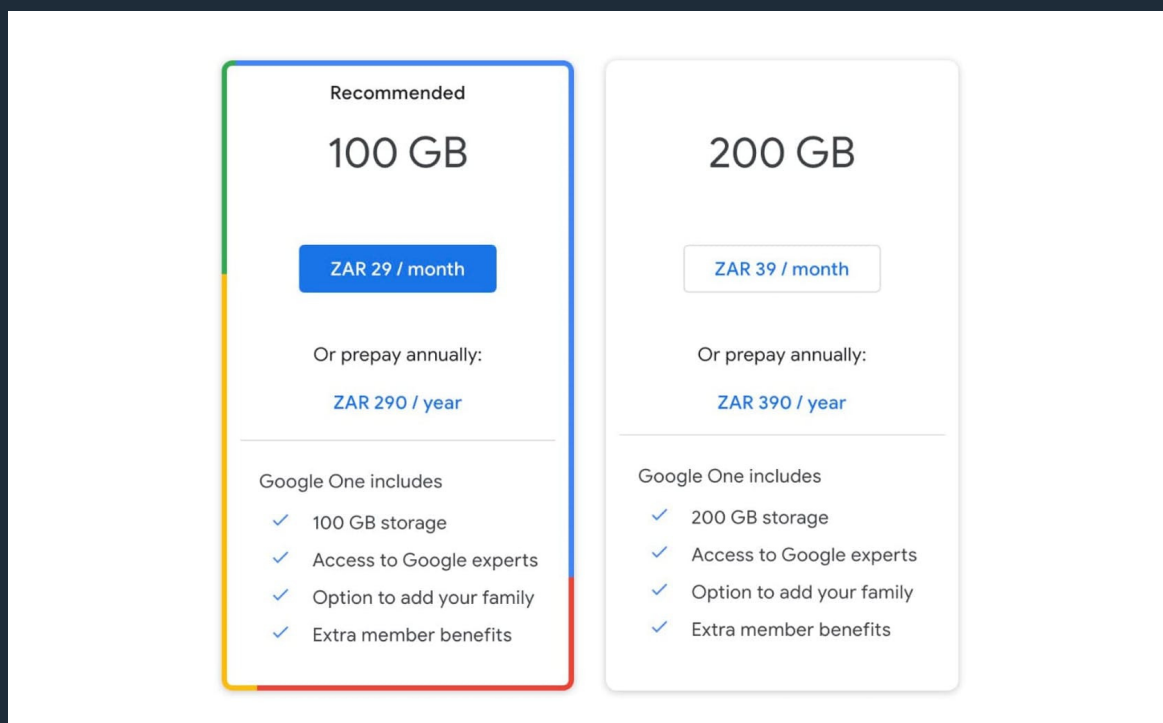 Recommended
100 GB
ZAR 29 / month
Or prepay annually:
ZAR 290 / year
Google One includes
100 GB storage
Access to Google experts
Option to add your family
Extra member benefits
200 GB
ZAR 39 / month
Or prepay annually:
ZAR 390 / year
Google One includes
200 GB storage
Access to Google experts
Option to add your family
Extra member benefits